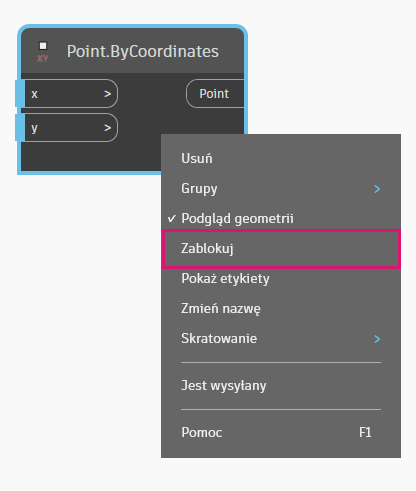 XY
Point.ByCoordinates
x >
Point
y >
Usuń
Grupy >
✓ Podgląd geometrii
Zablokuj
Pokaż etykiety
Zmień nazwę
Skratowanie >
Jest wysyłany
Pomoc F1